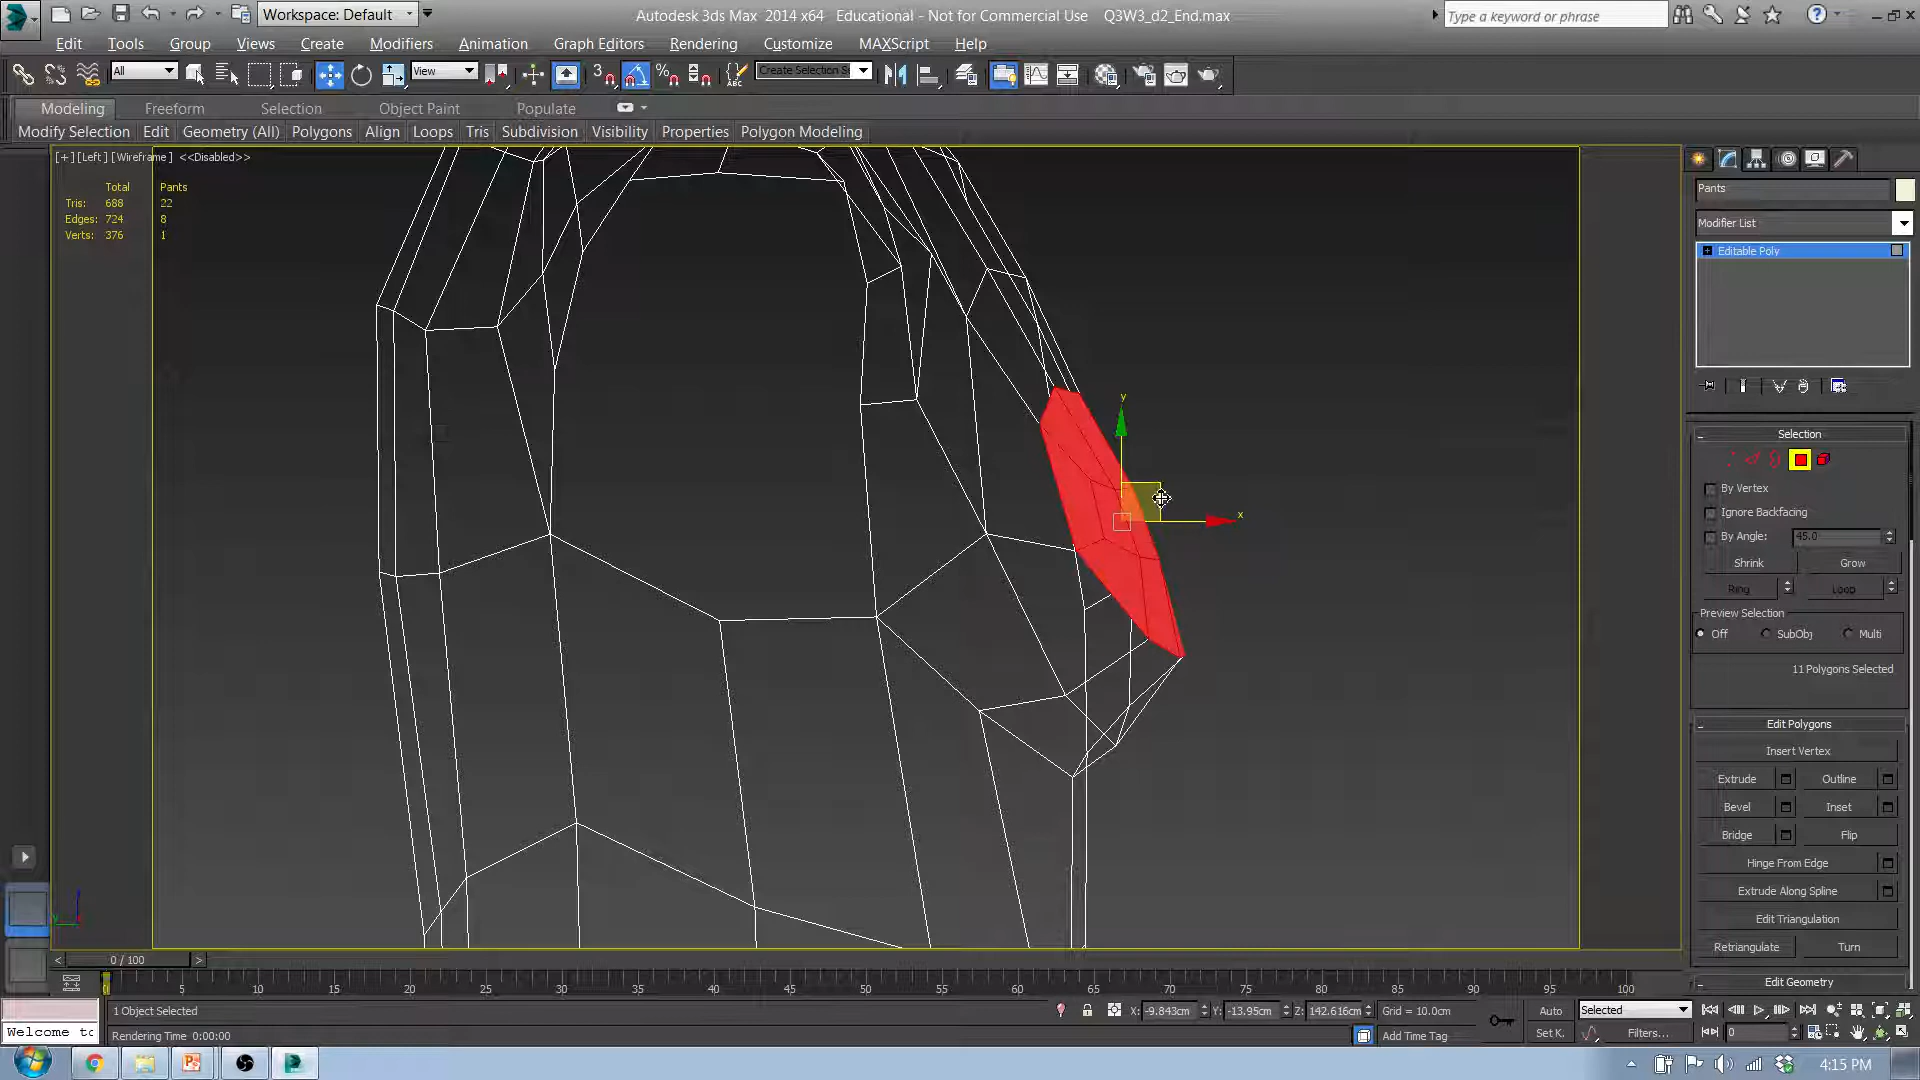 Workspace: Default
Autodesk 3ds Max 2014 x64 Educational - Not for Commercial Use Q3W3_d2_End.max
Type a keyword or phrase
Edit Tools Group Views Create Modifiers Animation Graph Editors Rendering Customize MAXScript Help
All
View
3
Create Selection S
ABC
Modeling Freeform Selection Object Paint Populate
Modify Selection Edit Geometry (All) Polygons Align Loops Tris Subdivision Visibility Properties Polygon Modeling
[+] [Left ] [Wireframe ] <<Disabled>>
Total Pants
Tris: 688 22
Edges: 724 8
Verts: 376 1
y
x
Pants
Modifier List
Editable Poly
Selection
By Vertex
Ignore Backfacing
By Angle: 45.0
Shrink Grow
Ring Loop
Preview Selection
Off SubObj Multi
11 Polygons Selected
Edit Polygons
Insert Vertex
Extrude Outline
Bevel Inset
Bridge Flip
Hinge From Edge
Extrude Along Spline
Edit Triangulation
Retriangulate Turn
Edit Geometry
< 0 / 100 >
5 10 15 20 25 30 35 40 45 50 55 60 65 70 75 80 85 90 95 100
1 Object Selected
X: -9.843cm Y: -13.95cm Z: 142.616cm Grid = 10.0cm
Auto Selected
Welcome to
Rendering Time 0:00:00
Add Time Tag
Set K. Filters...
0
4:15 PM